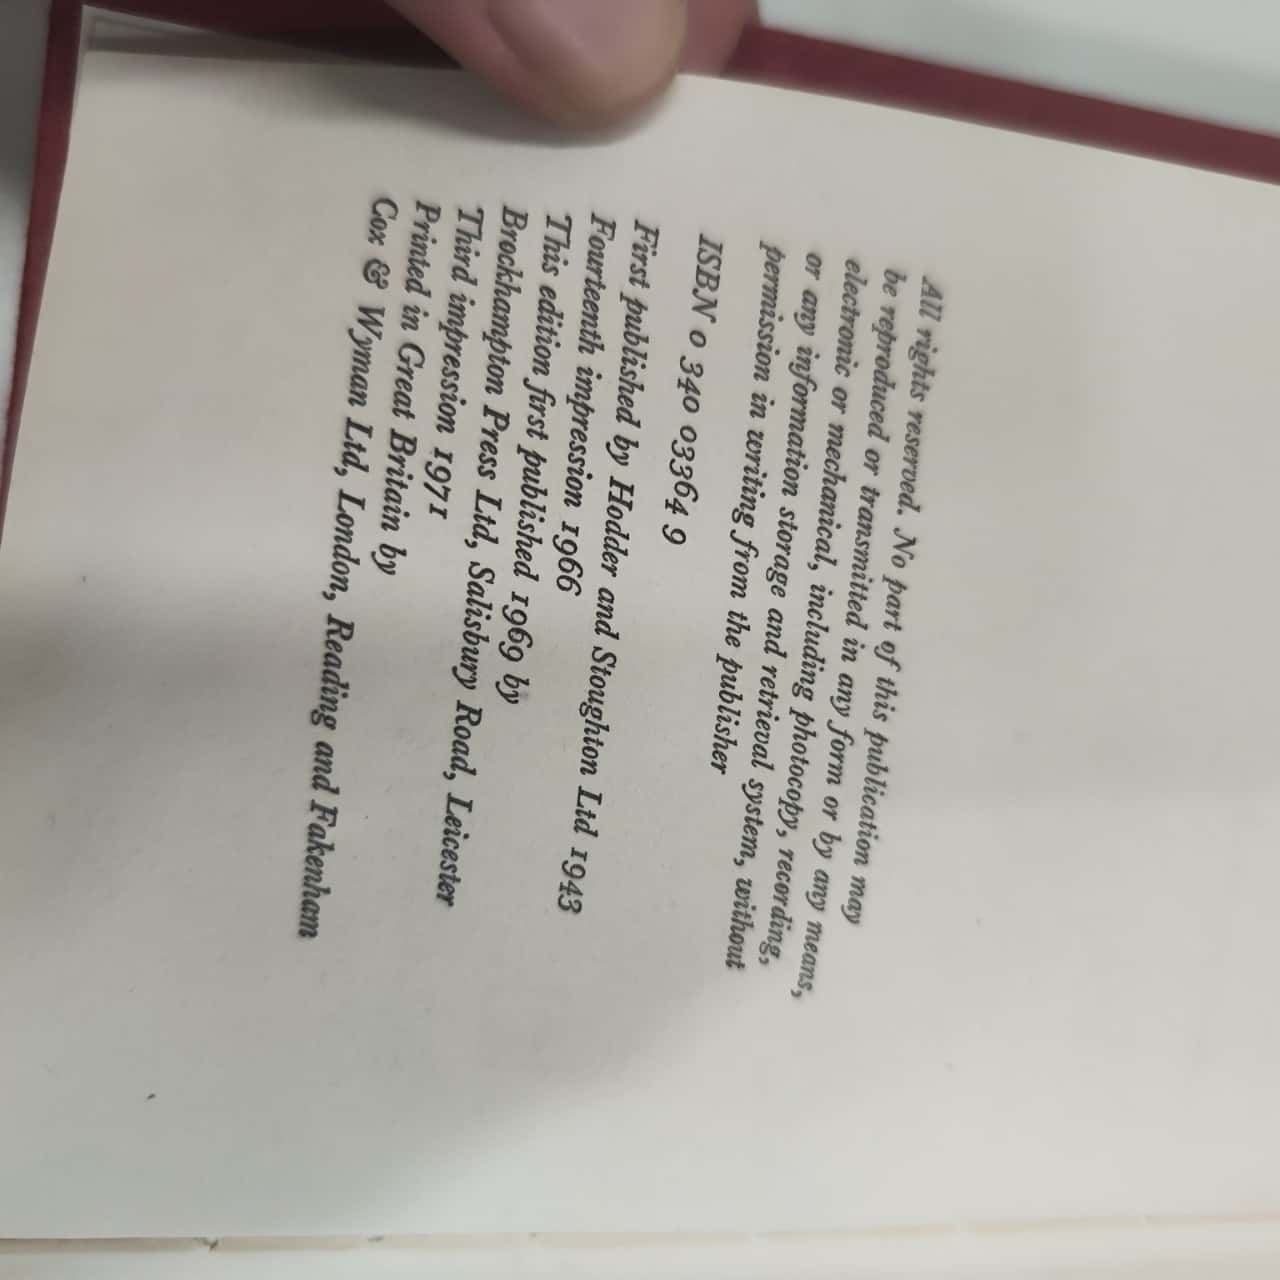 All rights reserved. No part of this publication may
be reproduced or transmitted in any form or by any means,
electronic or mechanical, including photocopy, recording,
or any information storage and retrieval system, without
permission in writing from the publisher
ISBN 0 340 03364 9
First published by Hodder and Stoughton Ltd 1943
Fourteenth impression 1966
This edition first published 1969 by
Brockhampton Press Ltd, Salisbury Road, Leicester
Third impression 1971
Printed in Great Britain by
Cox & Wyman Ltd, London, Reading and Fakenham